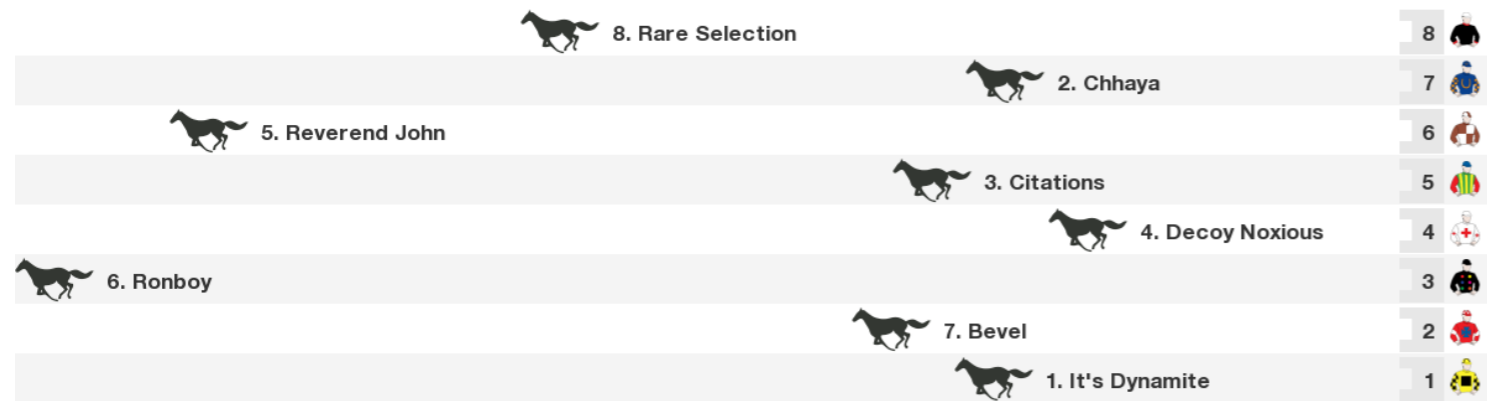 8. Rare Selection 8
2. Chhaya 7
5. Reverend John 6
3. Citations 5
4. Decoy Noxious 4
6. Ronboy 3
7. Bevel 2
1. It's Dynamite 1